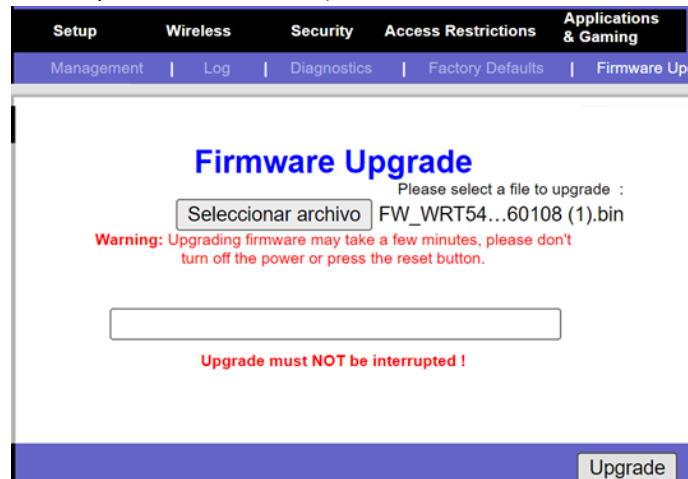 Setup Wireless Security Access Restrictions Applications & Gaming
Management | Log | Diagnostics | Factory Defaults | Firmware Up
Firmware Upgrade
Please select a file to upgrade :
Seleccionar archivo FW_WRT54...60108 (1).bin
Warning: Upgrading firmware may take a few minutes, please don't
turn off the power or press the reset button.
Upgrade must NOT be interrupted !
Upgrade